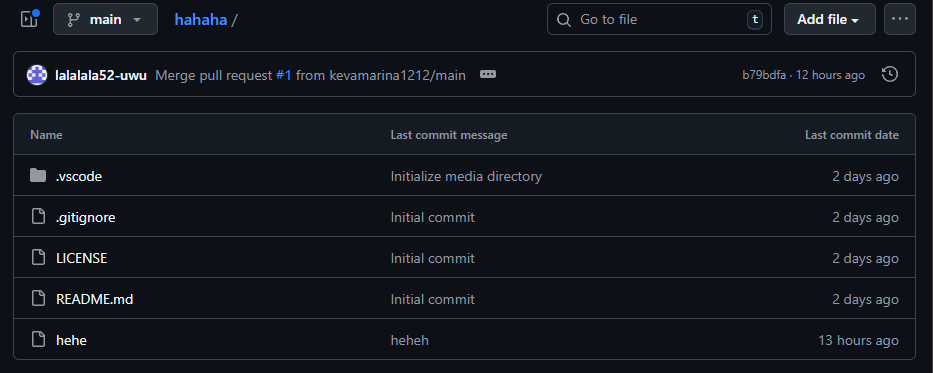 main hahaha / Go to file t Add file
lalalala52-uwu Merge pull request #1 from kevamarina1212/main b79bdfa · 12 hours ago
Name Last commit message Last commit date
.vscode Initialize media directory 2 days ago
.gitignore Initial commit 2 days ago
LICENSE Initial commit 2 days ago
README.md Initial commit 2 days ago
hehe heheh 13 hours ago